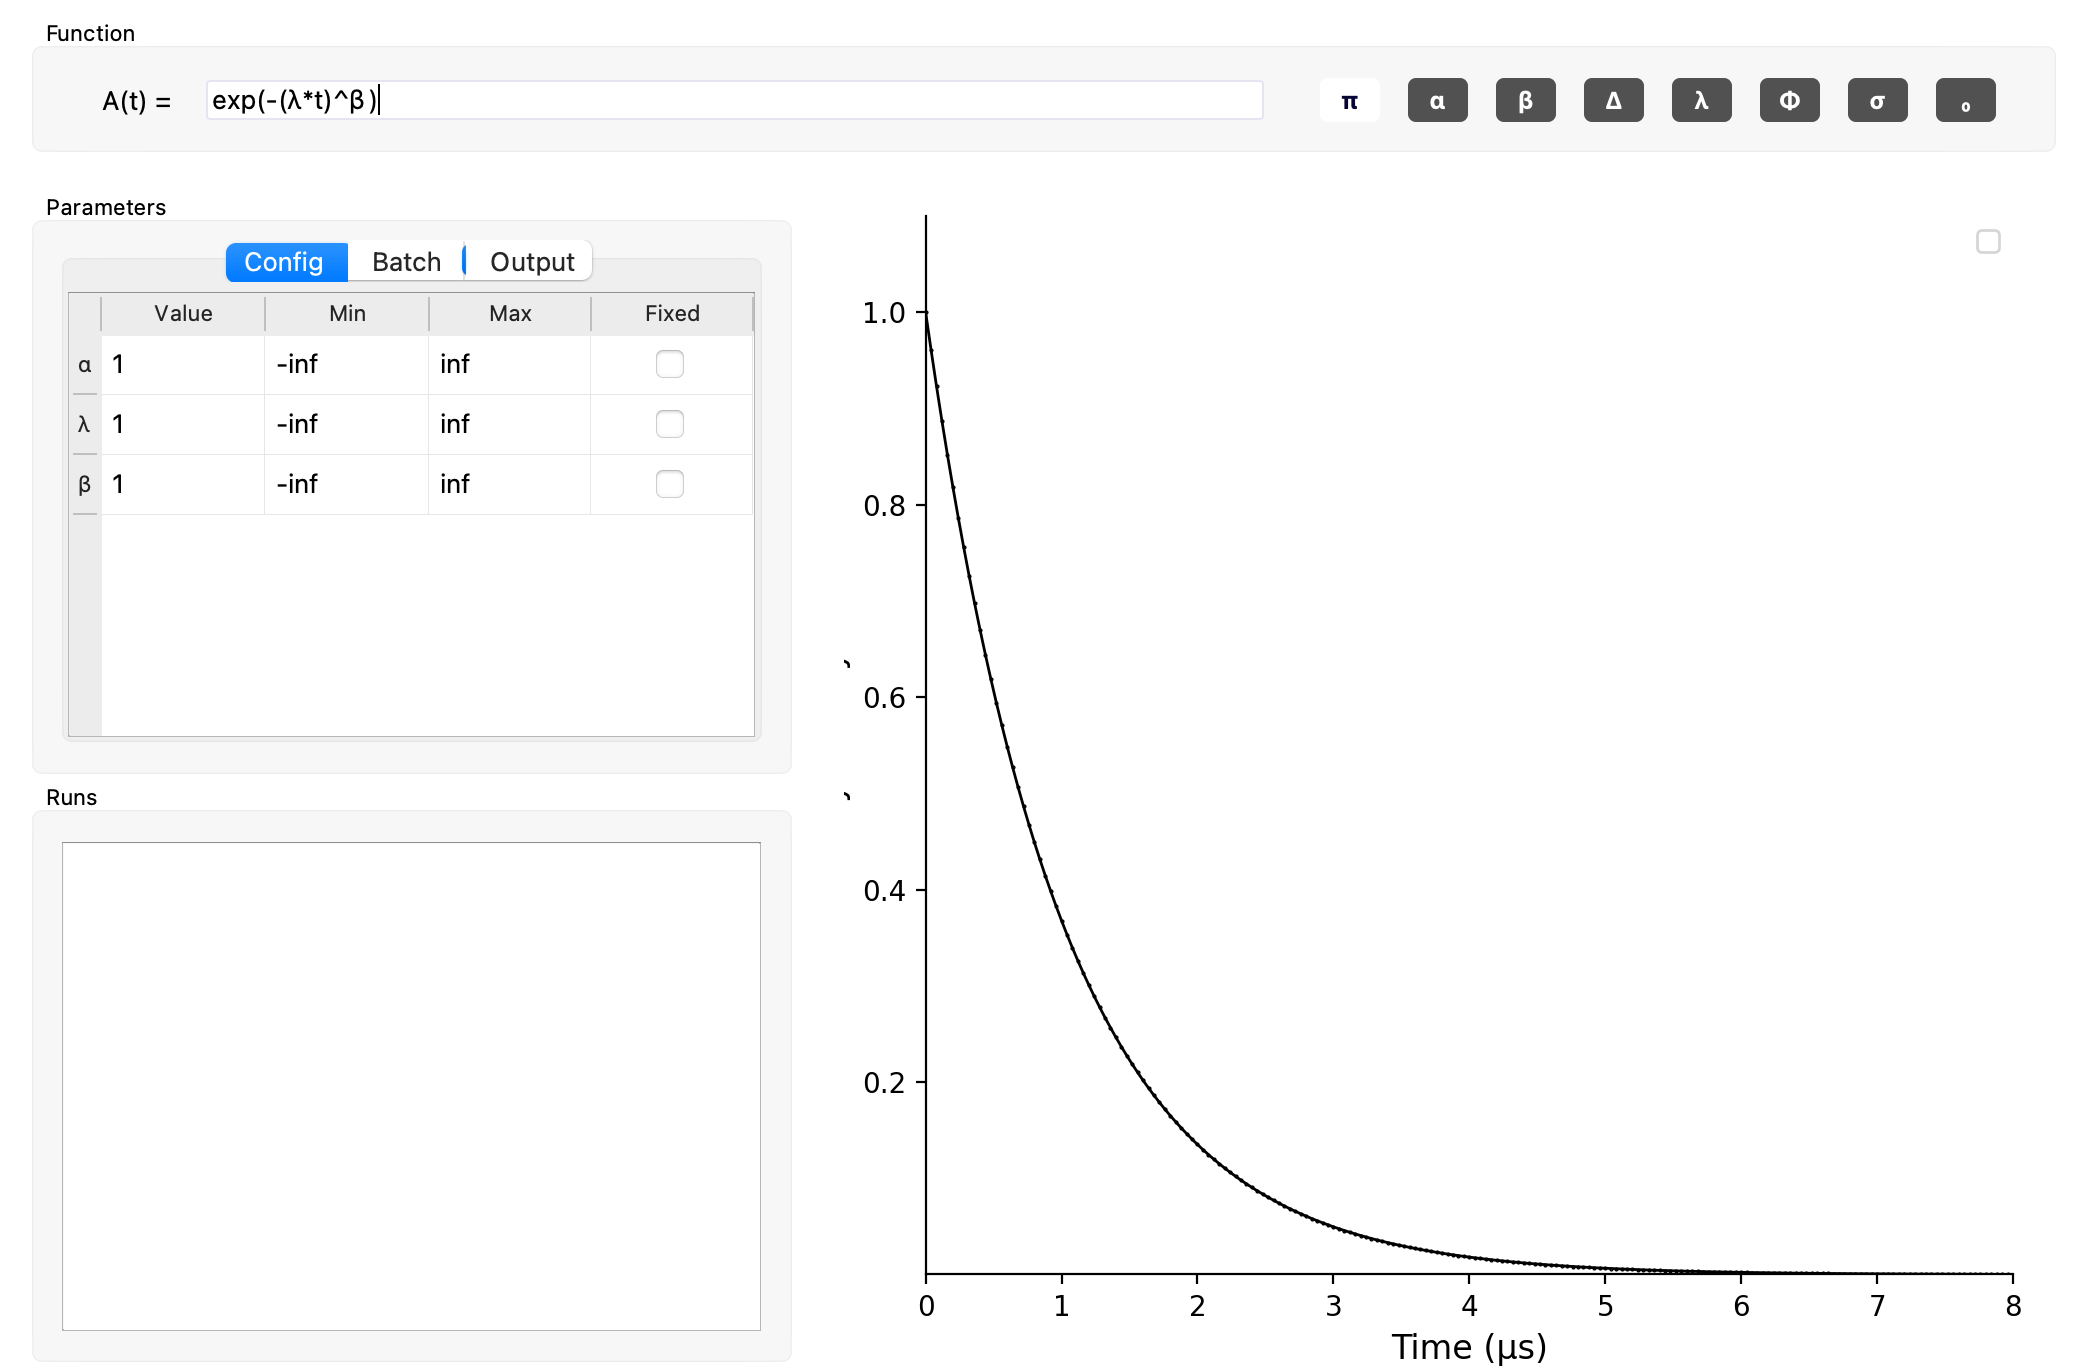 Function
A(t) = exp(-(λ*t)^β) π α β Δ λ Φ σ ₀
Parameters
Config Batch Output
Value Min Max Fixed
α 1 -inf inf
λ 1 -inf inf
β 1 -inf inf
Runs
1.0
0.8
0.6
0.4
0.2
0 1 2 3 4 5 6 7 8
Time (μs)